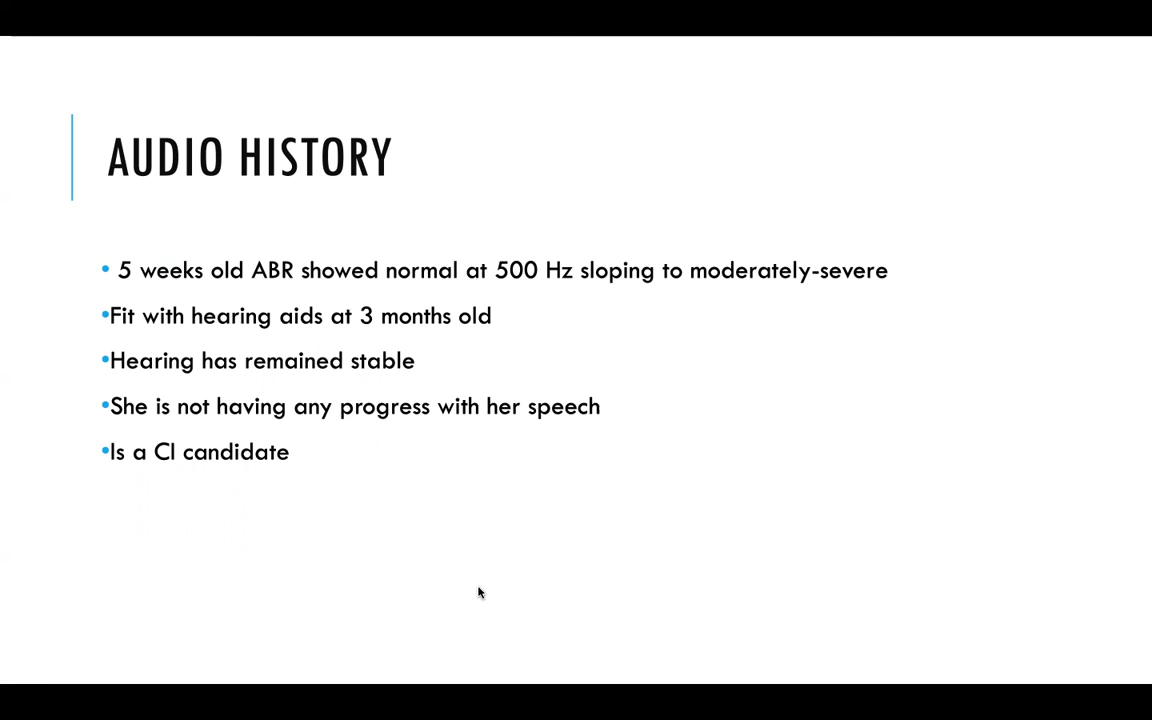 AUDIO HISTORY
• 5 weeks old ABR showed normal at 500 Hz sloping to moderately-severe
•Fit with hearing aids at 3 months old
•Hearing has remained stable
•She is not having any progress with her speech
•Is a CI candidate